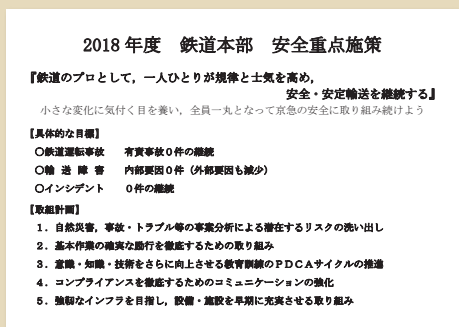 2018年度　鉄道本部　安全重点施策
『鉄道のプロとして，一人ひとりが規律と士気を高め，
安全・安定輸送を継続する』
小さな変化に気付く目を養い，全員一丸となって京急の安全に取り組み続けよう
【具体的な目標】
〇鉄道運転事故　有責事故０件の継続
〇輸送障害　内部要因０件（外部要因も減少）
〇インシデント　０件の継続
【取組計画】
１．自然災害，事故・トラブル等の事業分析による潜在するリスクの洗い出し
２．基本作業の確実な励行を徹底するための取り組み
３．意識・知識・技術をさらに向上させる教育訓練のＰＤＣＡサイクルの推進
４．コンプライアンスを徹底するためのコミュニケーションの強化
５．強靭なインフラを目指し，設備・施設を早期に充実させる取り組み